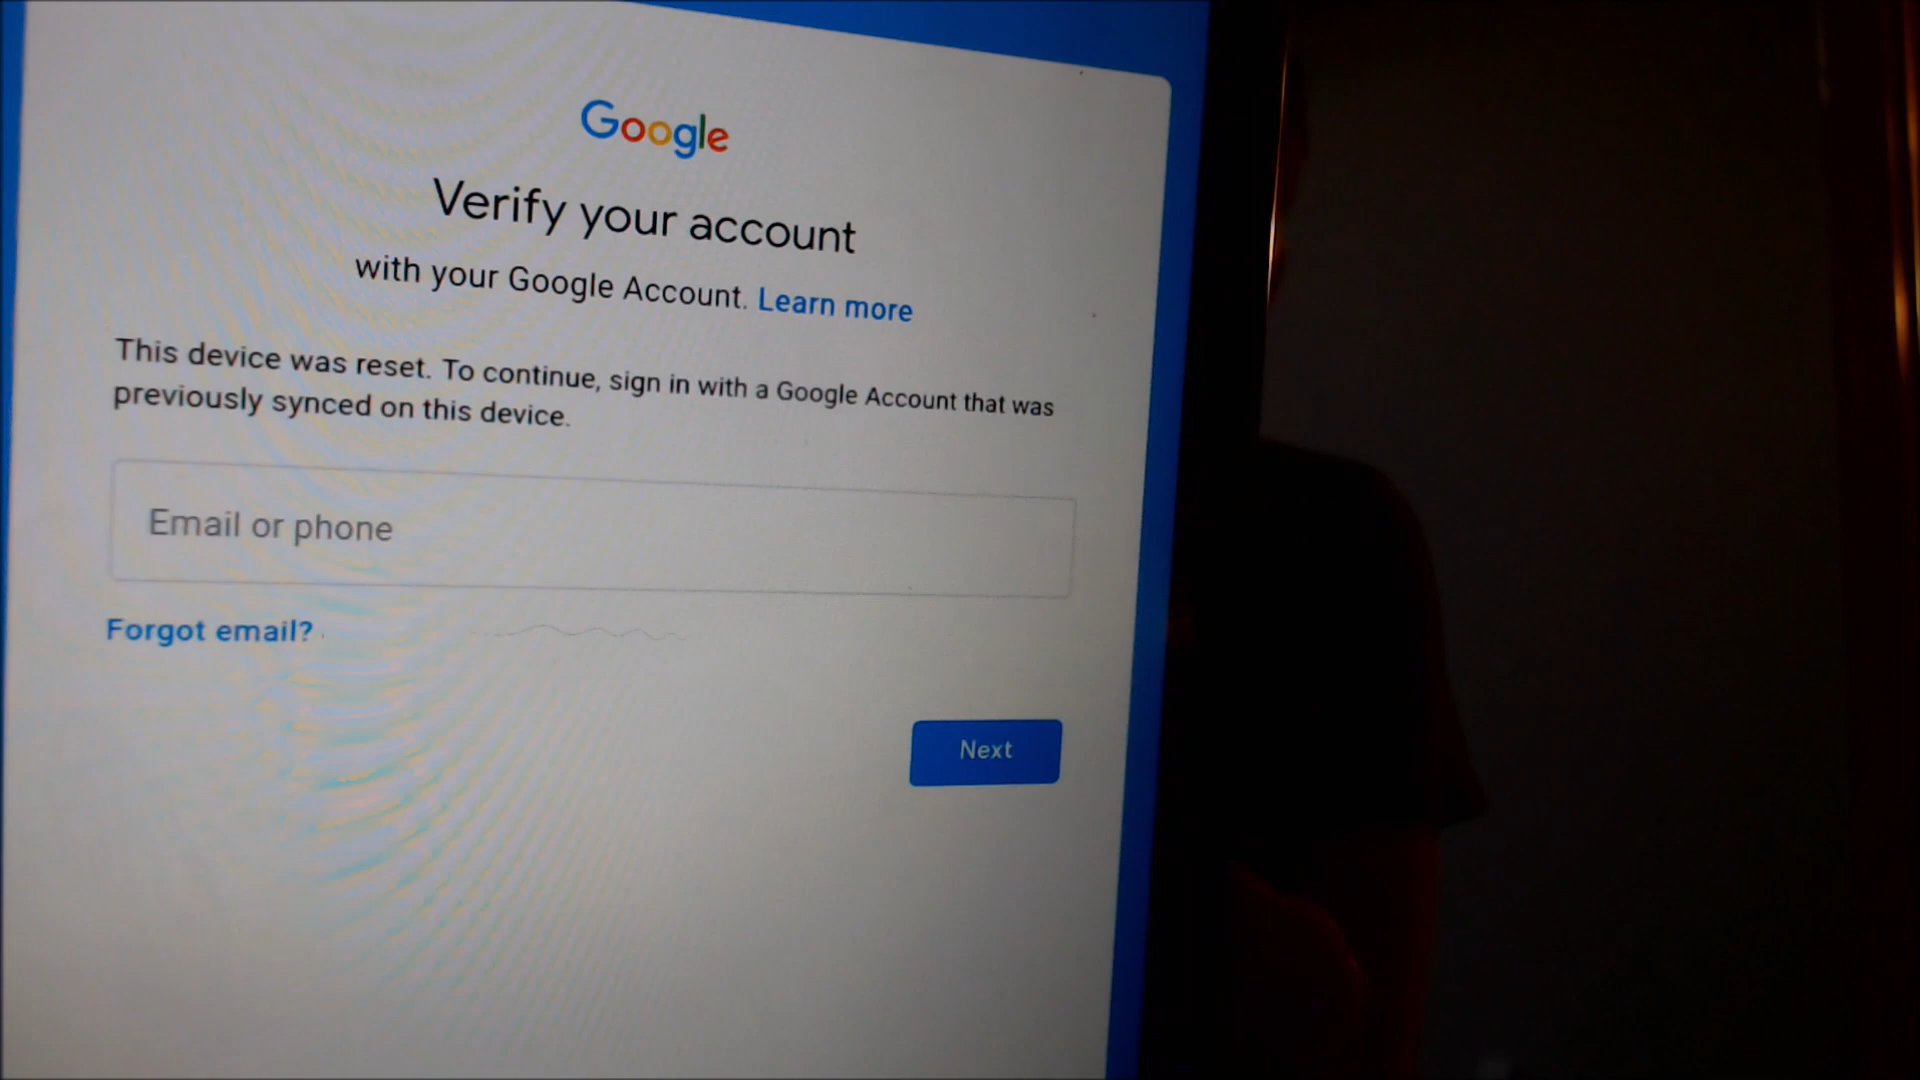 Google
Verify your account
with your Google Account. Learn more
This device was reset. To continue, sign in with a Google Account that was
previously synced on this device.
Email or phone
Forgot email?
Next